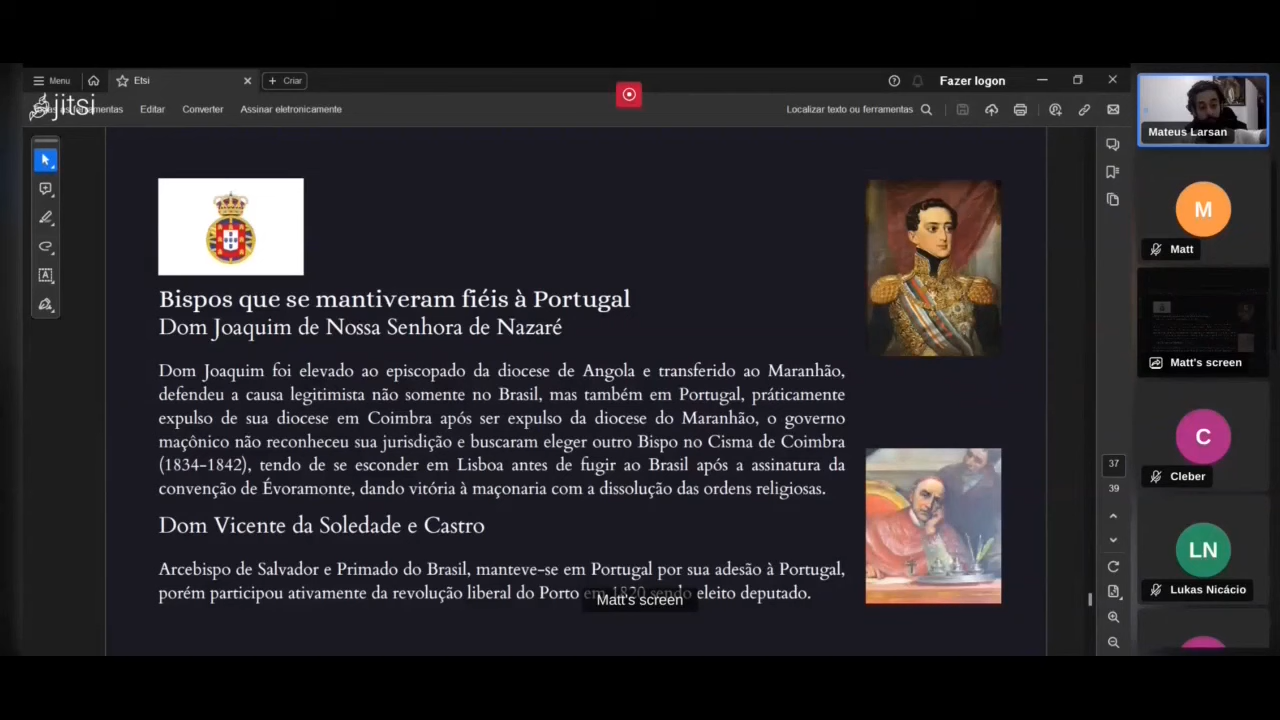 Menu
Etsi
Criar
Fazer logon
jitsi
Editar
Converter
Assinar eletronicamente
Localizar texto ou ferramentas
Bispos que se mantiveram fiéis à Portugal
Dom Joaquim de Nossa Senhora de Nazaré
Dom Joaquim foi elevado ao episcopado da diocese de Angola e transferido ao Maranhão,
defendeu a causa legitimista não somente no Brasil, mas também em Portugal, práticamente
expulso de sua diocese em Coimbra após ser expulso da diocese do Maranhão, o governo
maçônico não reconheceu sua jurisdição e buscaram eleger outro Bispo no Cisma de Coimbra
(1834-1842), tendo de se esconder em Lisboa antes de fugir ao Brasil após a assinatura da
convenção de Évoramonte, dando vitória à maçonaria com a dissolução das ordens religiosas.
Dom Vicente da Soledade e Castro
Arcebispo de Salvador e Primado do Brasil, manteve-se em Portugal por sua adesão à Portugal,
porém participou ativamente da revolução liberal do Porto em 1820 sendo eleito deputado.
Matt's screen
37
39
Mateus Larsan
M
Matt
Matt's screen
C
Cleber
LN
Lukas Nicácio